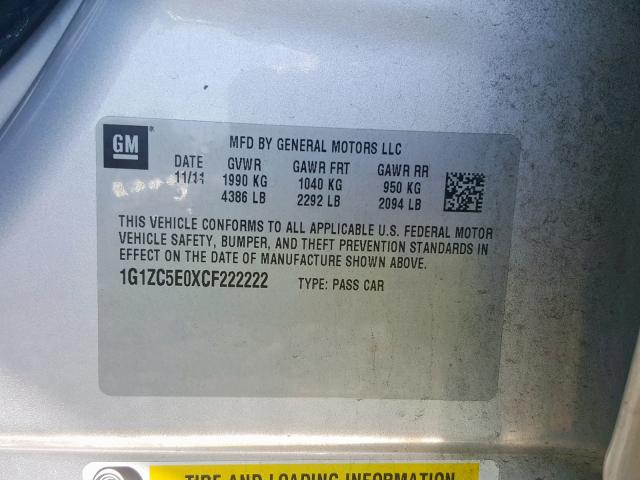 GM
MFD BY GENERAL MOTORS LLC
DATE GVWR GAWR FRT GAWR RR
11/11 1990 KG 1040 KG 950 KG
4386 LB 2292 LB 2094 LB
THIS VEHICLE CONFORMS TO ALL APPLICABLE U.S. FEDERAL MOTOR
VEHICLE SAFETY, BUMPER, AND THEFT PREVENTION STANDARDS IN
EFFECT ON THE DATE OF MANUFACTURE SHOWN ABOVE.
1G1ZC5E0XCF222222 TYPE: PASS CAR
TIRE AND LOADING INFORMATION